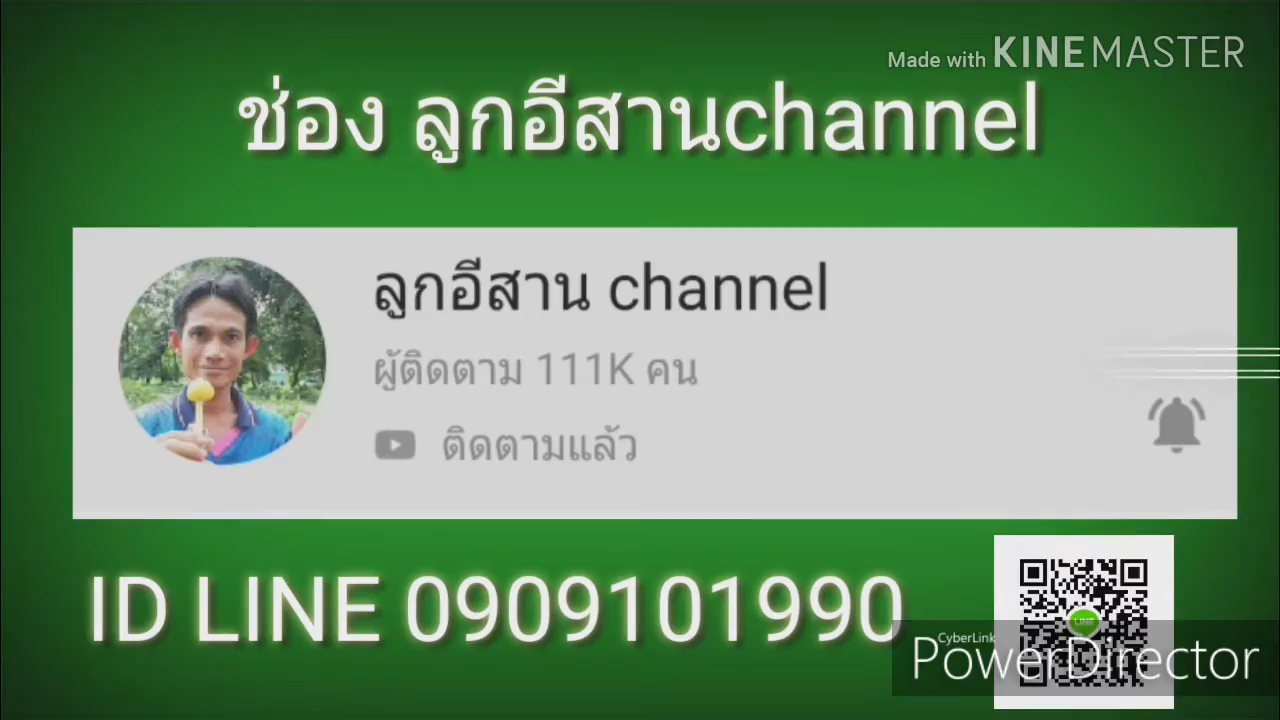 Made with KINEMASTER
ช่อง ลูกอีสานchannel
ลูกอีสาน channel
ผู้ติดตาม 111K คน
ติดตามแล้ว
ID LINE 0909101990
LINE
CyberLink
PowerDirector